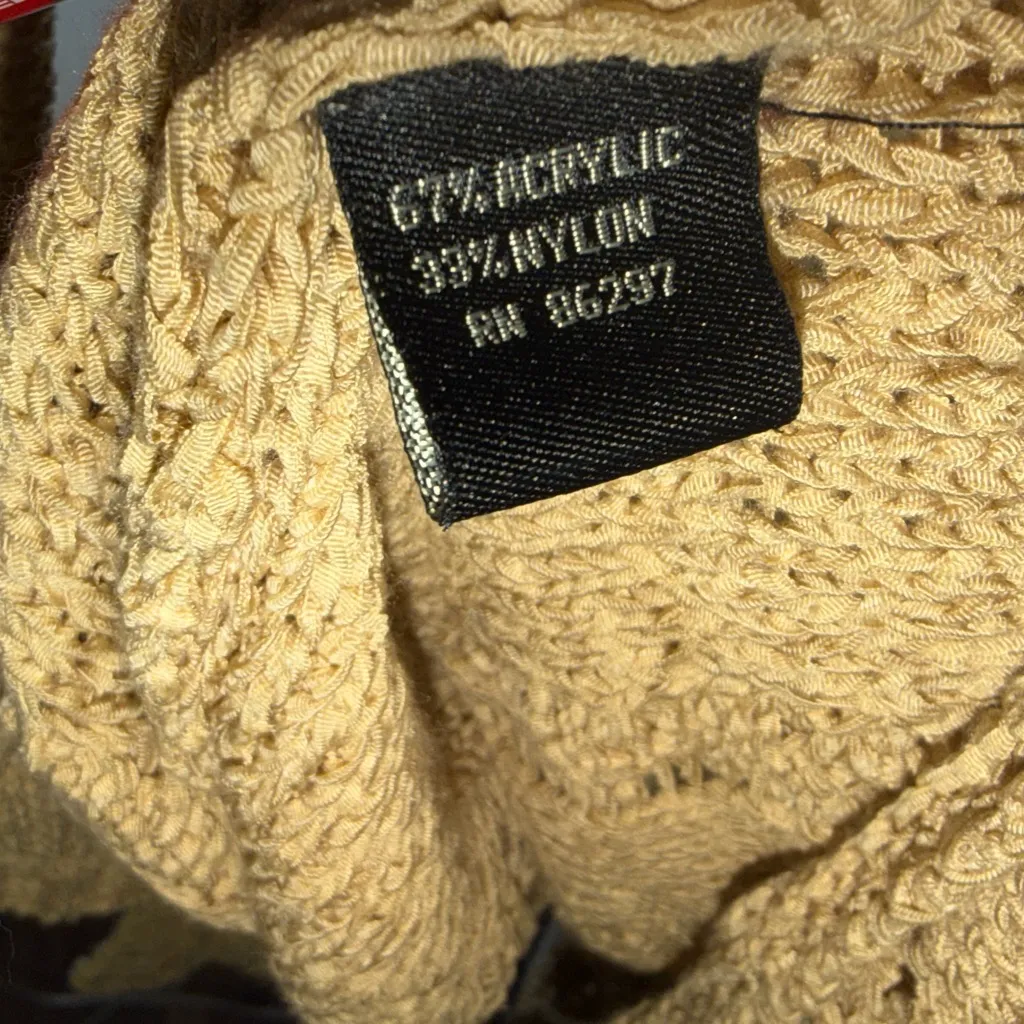 67% ACRYLIC
33% NYLON
RN 86297